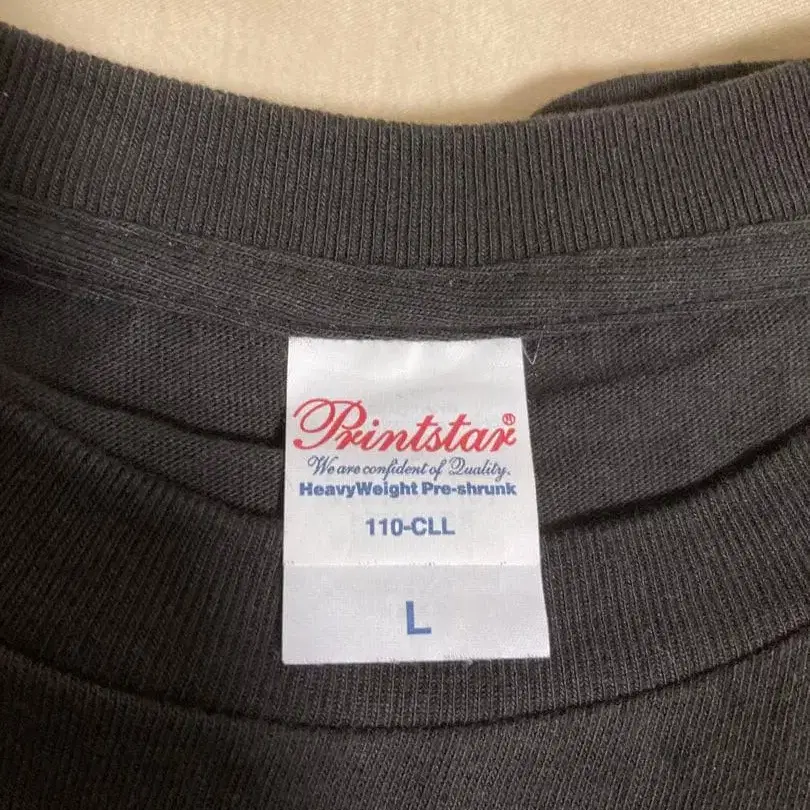 Printstar®
We are confident of Quality.
HeavyWeight Pre-shrunk
110-CLL
L